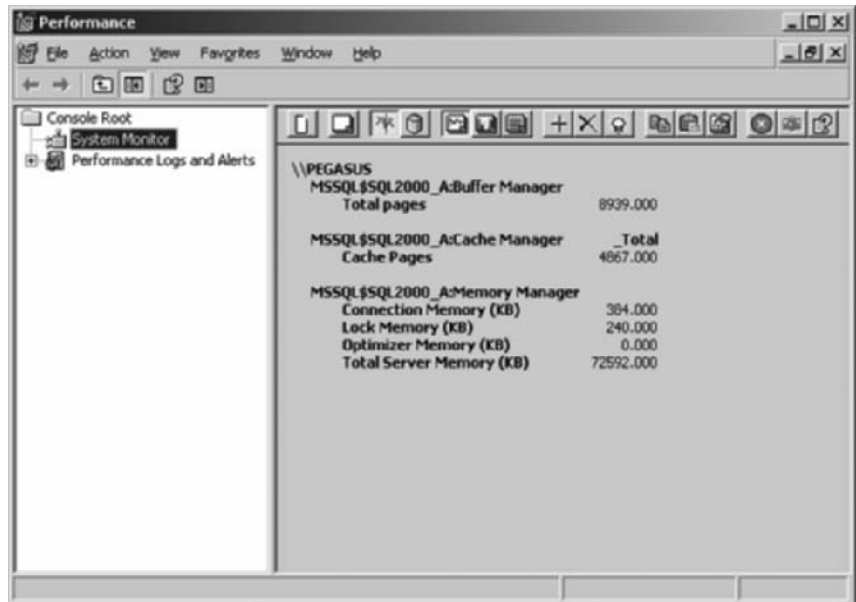 Performance
File Action View Favorites Window Help
Console Root
System Monitor
Performance Logs and Alerts
\\PEGASUS
MSSQL$SQL2000_A:Buffer Manager
Total pages 8939.000
MSSQL$SQL2000_A:Cache Manager _Total
Cache Pages 4867.000
MSSQL$SQL2000_A:Memory Manager
Connection Memory (KB) 384.000
Lock Memory (KB) 240.000
Optimizer Memory (KB) 0.000
Total Server Memory (KB) 72592.000